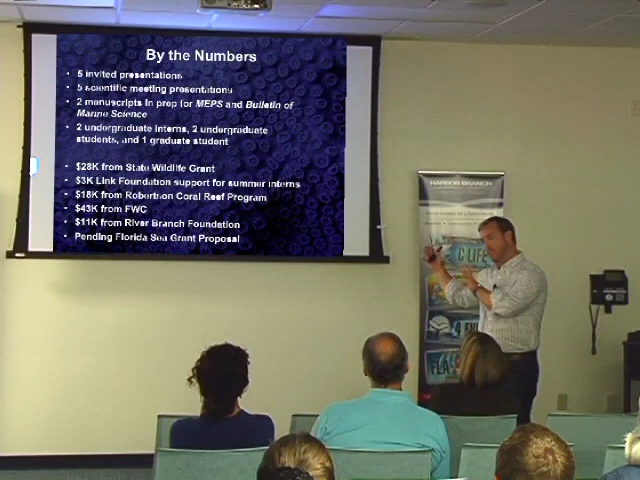 By the Numbers
• 5 invited presentations
• 5 scientific meeting presentations
• 2 manuscripts in prep for MEPS and Bulletin of
Marine Science
• 2 undergraduate interns, 2 undergraduate
students, and 1 graduate student
• $28K from State Wildlife Grant
• $3K Link Foundation support for summer interns
• $18K from Robertson Coral Reef Program
• $43K from FWC
• $11K from River Branch Foundation
• Pending Florida Sea Grant Proposal
HARBOR BRANCH
C LIFE
FLA